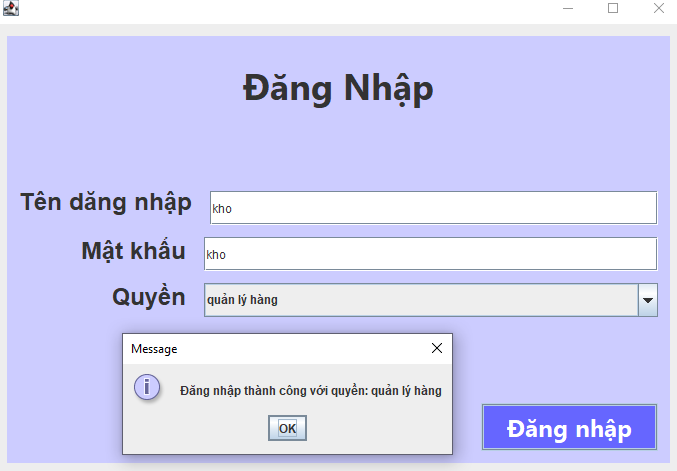 Đăng Nhập
Tên dăng nhập
kho
Mật khẩu
kho
Quyền
quản lý hàng
Message
Đăng nhập thành công với quyền: quản lý hàng
OK
Đăng nhập